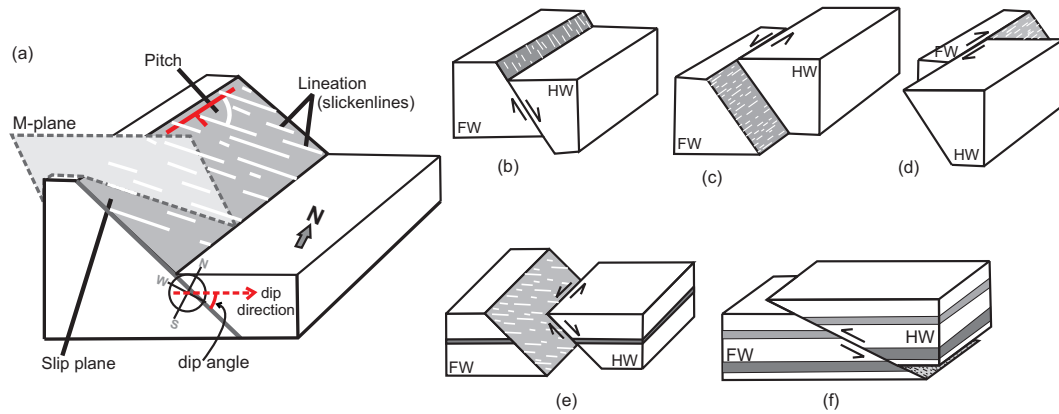 (a)
Pitch
Lineation
(slickenlines)
M-plane
N
N
W
S
dip
direction
Slip plane
dip angle
(b)
FW
HW
(c)
FW
HW
(d)
FW
HW
(e)
FW
HW
(f)
FW
HW